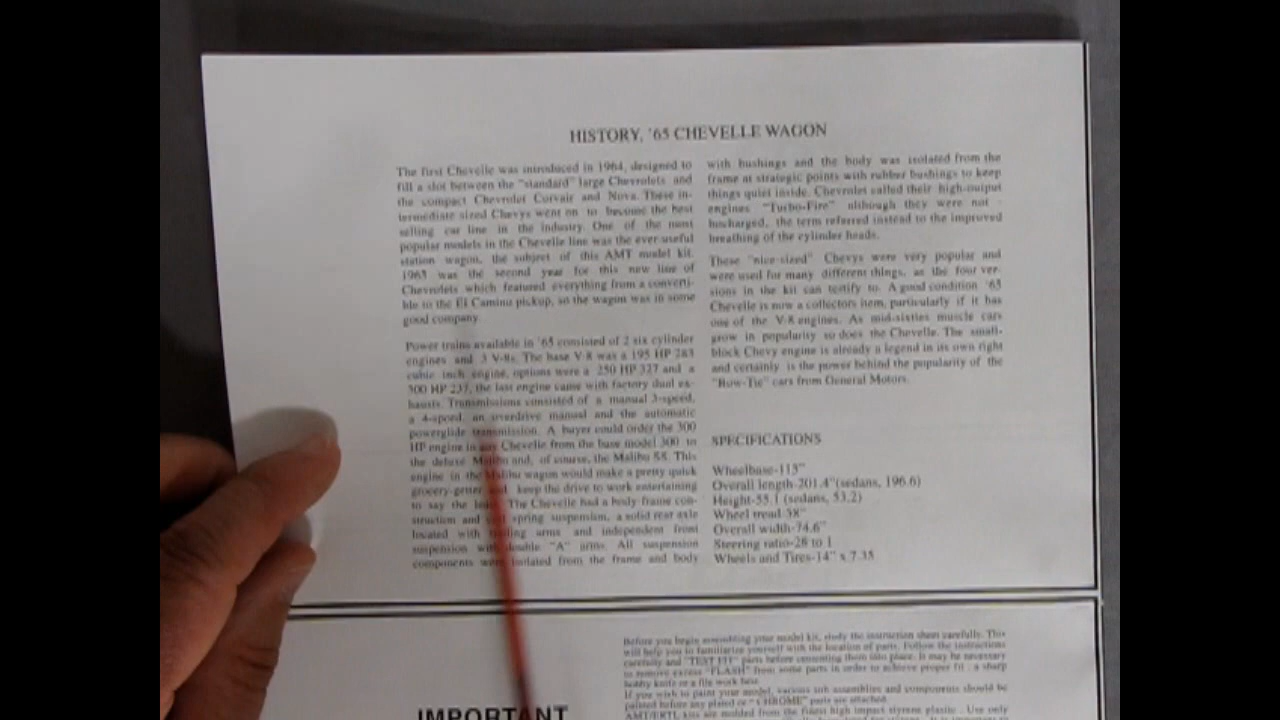 HISTORY, '65 CHEVELLE WAGON
The first Chevelle was introduced in 1964, designed to
fill a slot between the "standard" large Chevrolets and
the compact Chevrolet Corvair and Nova. These in-
termediate sized Chevys went on to become the best
selling car line in the industry. One of the most
popular models in the Chevelle line was the ever useful
station wagon, the subject of this AMT model kit.
1965 was the second year for this new line of
Chevrolets which featured everything from a converti-
ble to the El Camino pickup, so the wagon was in some
good company.
Power trains available in '65 consisted of 2 six cylinder
engines and 3 V-8s. The base V-8 was a 195 HP 283
cubic inch engine, options were a 250 HP 327 and a
300 HP 237, the last engine came with factory dual ex-
hausts. Transmissions consisted of a manual 3-speed,
a 4-speed, an overdrive manual and the automatic
powerglide transmission. A buyer could order the 300
HP engine in any Chevelle from the base model 300 to
the deluxe Malibu and, of course, the Malibu SS. This
engine in the Malibu wagon would make a pretty quick
grocery-getter and keep the drive to work entertaining
to say the The Chevelle had a body frame con-
struction and spring suspension, a solid rear axle
located with arms and independent front
suspension with double "A" arms. All suspension
components were isolated from the frame and body
with bushings and the body was isolated from the
frame at strategic points with rubber bushings to keep
things quiet inside. Chevrolet called their high-output
engines "Turbo-Fire" although they were not
bocharged, the term referred instead to the improved
breathing of the cylinder heads.
These "nice-sized" Chevys were very popular and
were used for many different things, as the four ver-
sions in the kit can testify to. A good condition '65
Chevelle is now a collectors item, particularly if it has
one of the V-8 engines. As mid-sixties muscle cars
grow in popularity so does the Chevelle. The small-
block Chevy engine is already a legend in its own right
and certainly is the power behind the popularity of the
"Bow-Tie" cars from General Motors.
SPECIFICATIONS
Wheelbase-115"
Overall length-201.4"(sedans, 196.6)
Height-55.1 (sedans, 53.2)
Wheel tread-58"
Overall width-74.6"
Steering ratio-28 to 1
Wheels and Tires-14" x 7.35
IMPORTANT
Before you begin assembling your model kit, study the instruction sheet carefully. This
will help you to familiarize yourself with the location of parts. Follow the instructions
carefully and "TEST FIT" parts before cementing them into place. It may be necessary
to remove excess "FLASH" from some parts in order to achieve proper fit : a sharp
hobby knife or a file work best.
If you wish to paint your model, various sub assemblies and components should be
painted before any plated or "CHROME" parts are attached.
AMT/ERTL kits are molded from the finest high impact styrene plastic . Use only